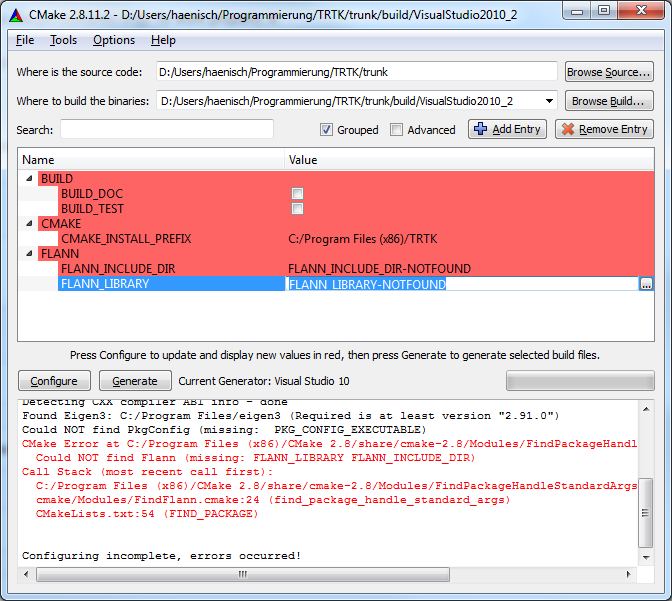 CMake 2.8.11.2 - D:/Users/haenisch/Programmierung/TRTK/trunk/build/VisualStudio2010_2
File Tools Options Help
Where is the source code: D:/Users/haenisch/Programmierung/TRTK/trunk Browse Source...
Where to build the binaries: D:/Users/haenisch/Programmierung/TRTK/trunk/build/VisualStudio2010_2 Browse Build...
Search: Grouped Advanced Add Entry Remove Entry
Name Value
BUILD
BUILD_DOC
BUILD_TEST
CMAKE
CMAKE_INSTALL_PREFIX C:/Program Files (x86)/TRTK
FLANN
FLANN_INCLUDE_DIR FLANN_INCLUDE_DIR-NOTFOUND
FLANN_LIBRARY FLANN_LIBRARY-NOTFOUND ...
Press Configure to update and display new values in red, then press Generate to generate selected build files.
Configure Generate Current Generator: Visual Studio 10
Detecting CXX compiler ABI info - done
Found Eigen3: C:/Program Files/eigen3 (Required is at least version "2.91.0")
Could NOT find PkgConfig (missing:  PKG_CONFIG_EXECUTABLE)
CMake Error at C:/Program Files (x86)/CMake 2.8/share/cmake-2.8/Modules/FindPackageHandl
Could NOT find Flann (missing: FLANN_LIBRARY FLANN_INCLUDE_DIR)
Call Stack (most recent call first):
C:/Program Files (x86)/CMake 2.8/share/cmake-2.8/Modules/FindPackageHandleStandardArgs
cmake/Modules/FindFlann.cmake:24 (find_package_handle_standard_args)
CMakeLists.txt:54 (FIND_PACKAGE)
Configuring incomplete, errors occurred!